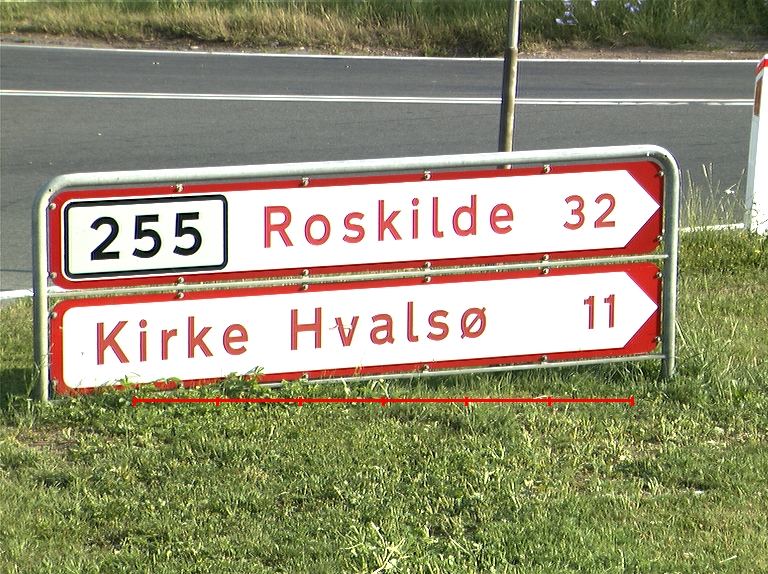 255 Roskilde 32
Kirke Hvalsø 11